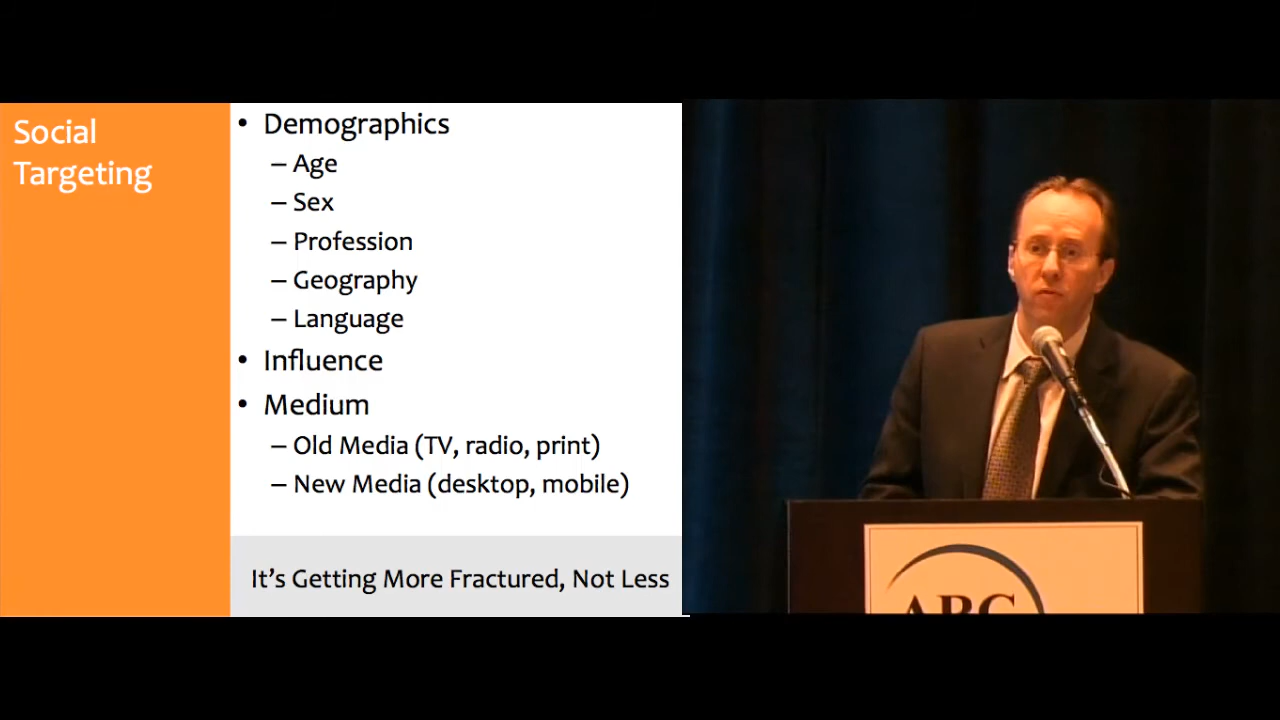 Social
Targeting
• Demographics
– Age
– Sex
– Profession
– Geography
– Language
• Influence
• Medium
– Old Media (TV, radio, print)
– New Media (desktop, mobile)
It's Getting More Fractured, Not Less
ABC